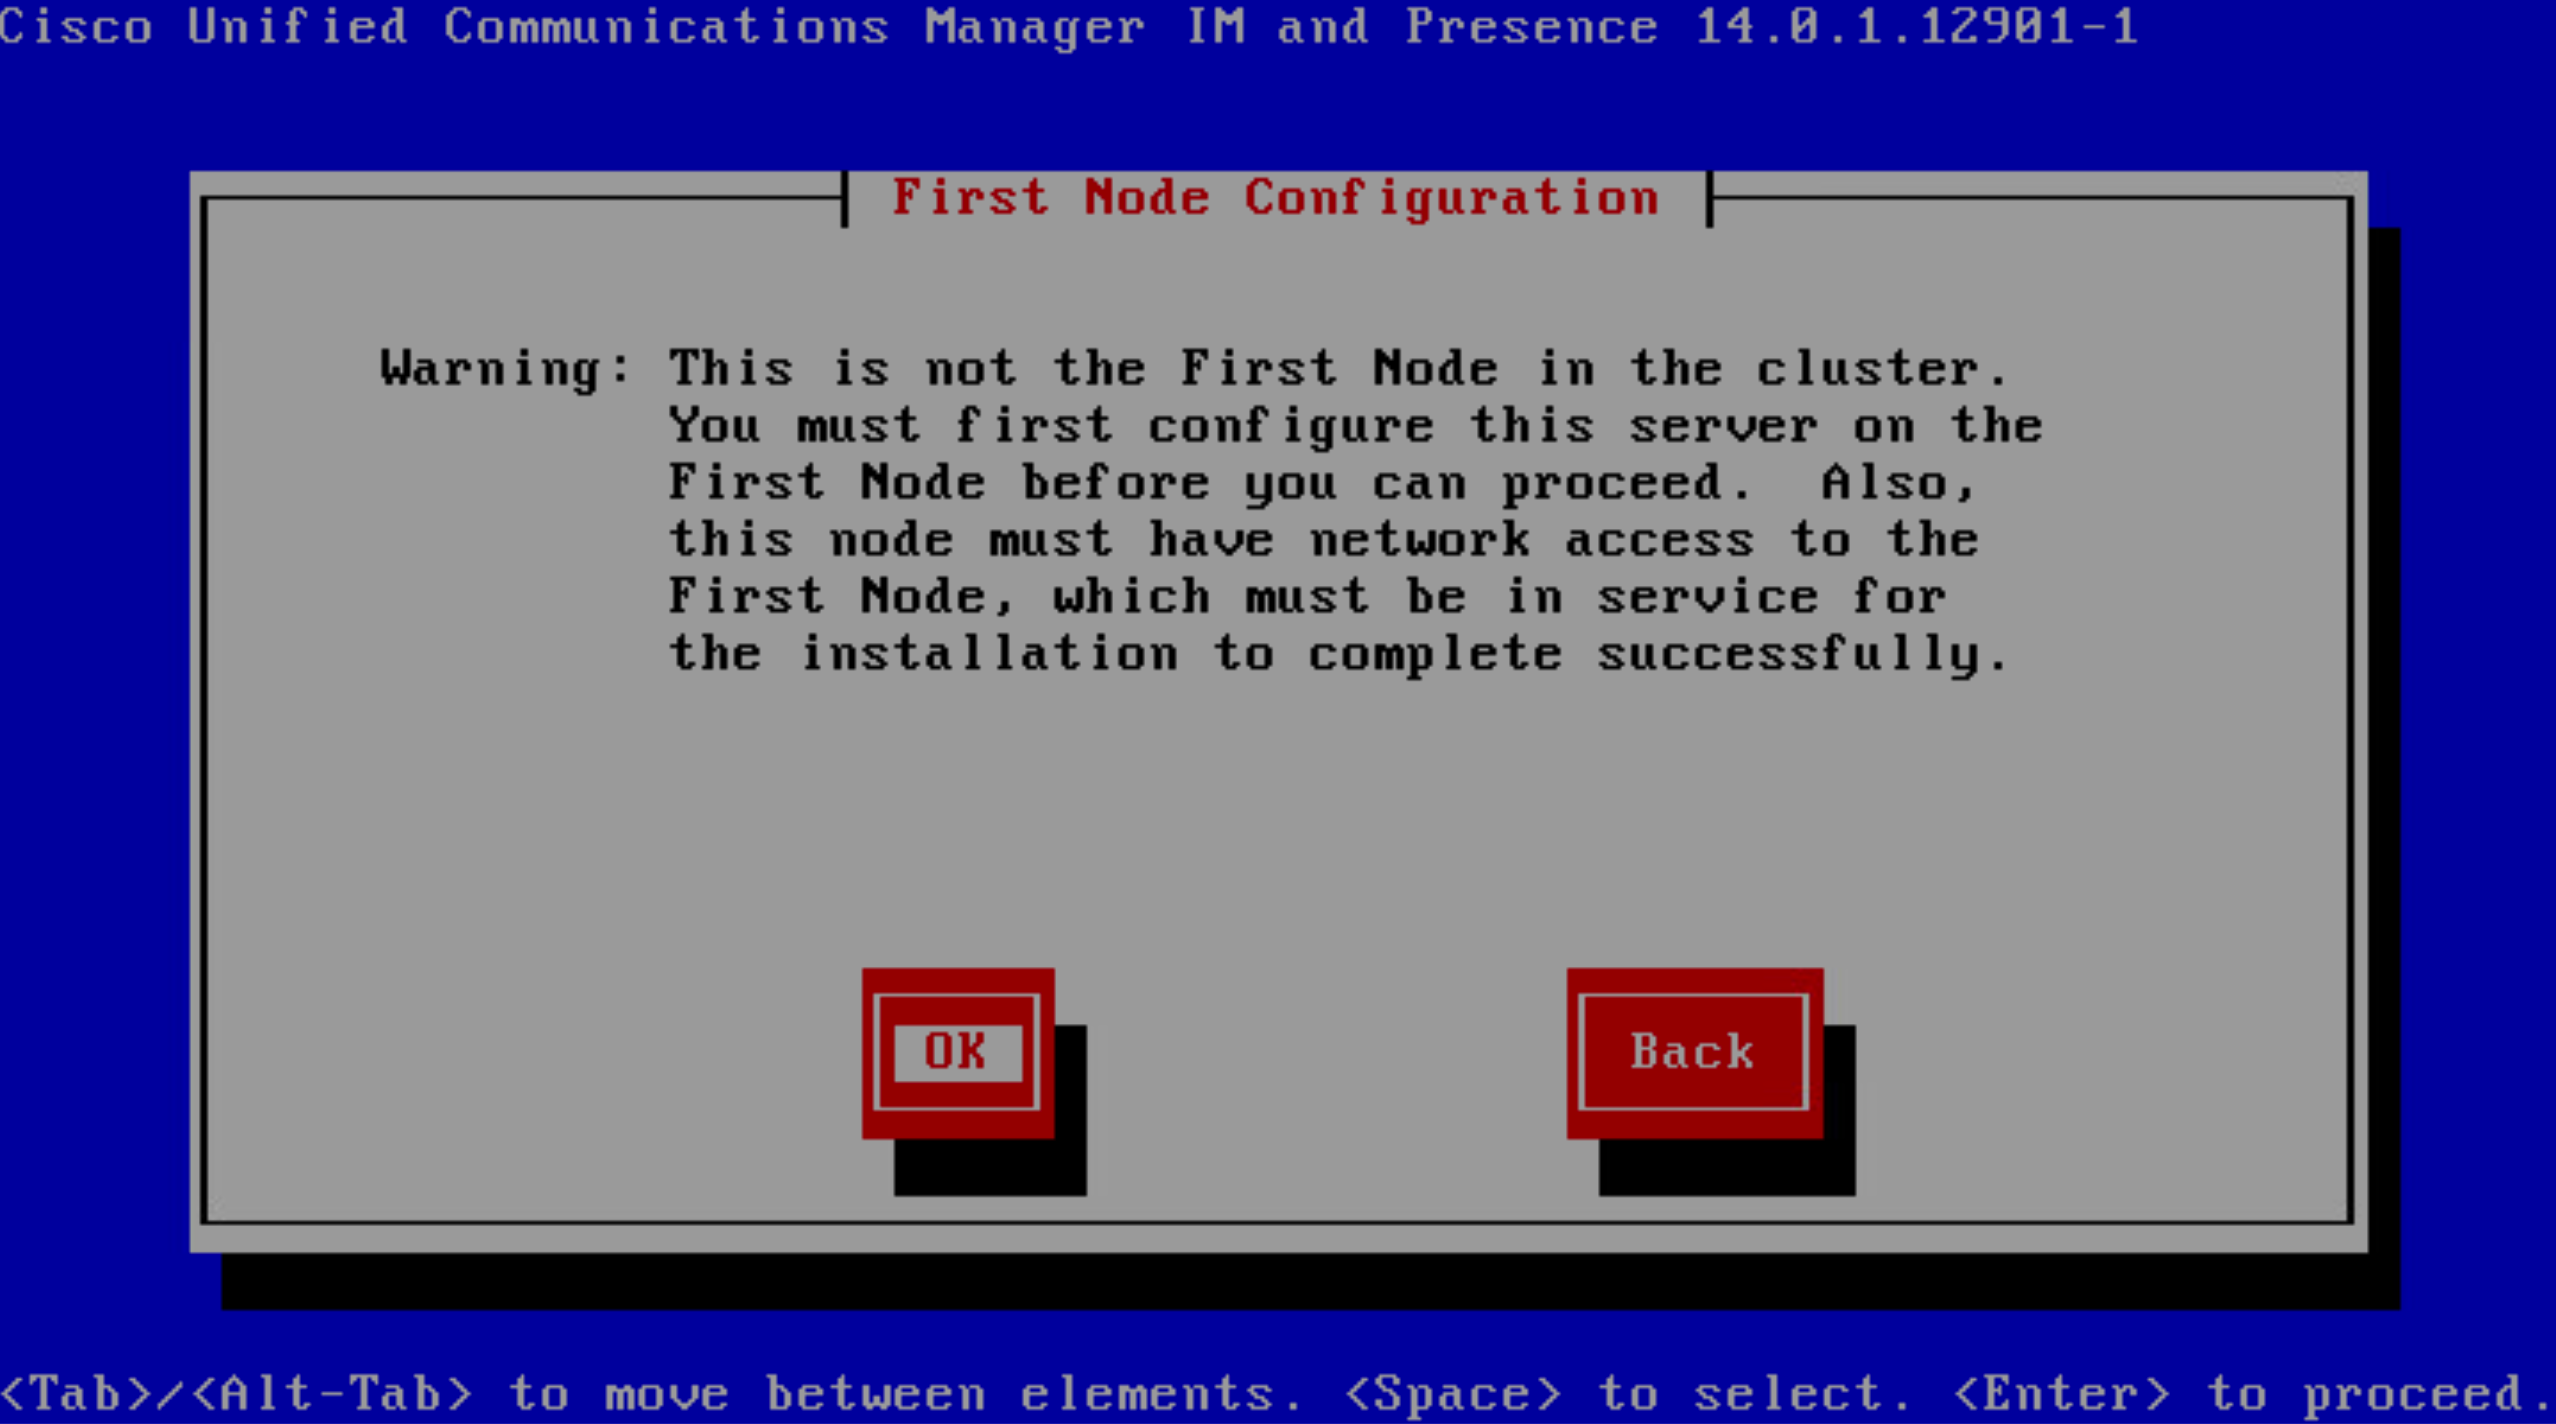 Cisco Unified Communications Manager IM and Presence 14.0.1.12901-1
First Node Configuration
Warning: This is not the First Node in the cluster.
You must first configure this server on the
First Node before you can proceed.  Also,
this node must have network access to the
First Node, which must be in service for
the installation to complete successfully.
OK
Back
<Tab>/<Alt-Tab> to move between elements. <Space> to select. <Enter> to proceed.